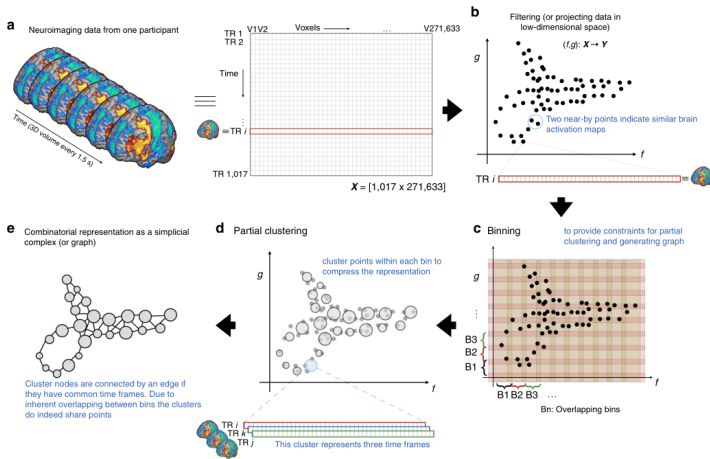 a
Neuroimaging data from one participant
Time (3D volume every 1.5 s)
V1V2
Voxels
...
V271,633
TR 1
TR 2
Time
⋮
=TR i
TR 1,017
X = [1,017 x 271,633]
b
Filtering (or projecting data in
low-dimensional space)
(f,g): X → Y
g
Two near-by points indicate similar brain
activation maps
f
TR i
=
c
Binning
to provide constraints for partial
clustering and generating graph
g
⋮
B3
B2
B1
f
B1 B2 B3 ...
Bn: Overlapping bins
d
Partial clustering
cluster points within each bin to
compress the representation
g
f
TR i
TR k
TR j
This cluster represents three time frames
e
Combinatorial representation as a simplicial
complex (or graph)
Cluster nodes are connected by an edge if
they have common time frames. Due to
inherent overlapping between bins the clusters
do indeed share points